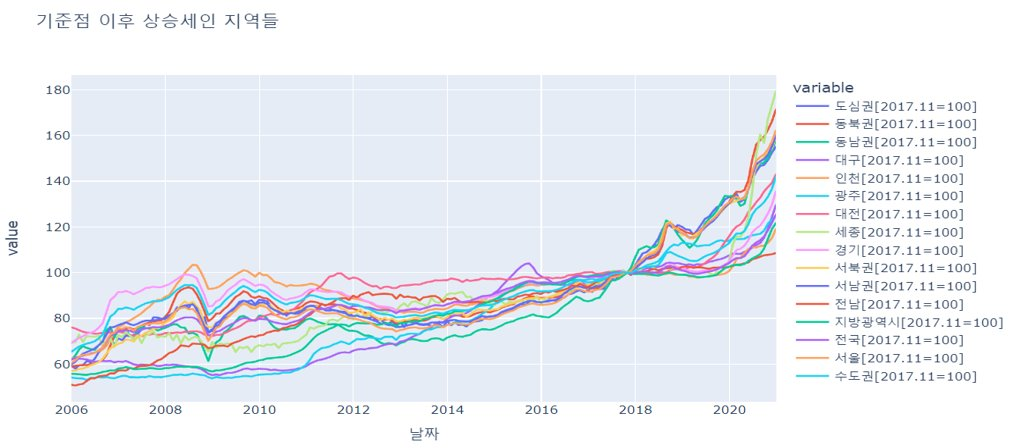 기준점 이후 상승세인 지역들
variable
도심권[2017.11=100]
동북권[2017.11=100]
동남권[2017.11=100]
대구[2017.11=100]
인천[2017.11=100]
광주[2017.11=100]
대전[2017.11=100]
세종[2017.11=100]
경기[2017.11=100]
서북권[2017.11=100]
서남권[2017.11=100]
전남[2017.11=100]
지방광역시[2017.11=100]
전국[2017.11=100]
서울[2017.11=100]
수도권[2017.11=100]
value
180
160
140
120
100
80
60
2006
2008
2010
2012
2014
2016
2018
2020
날짜